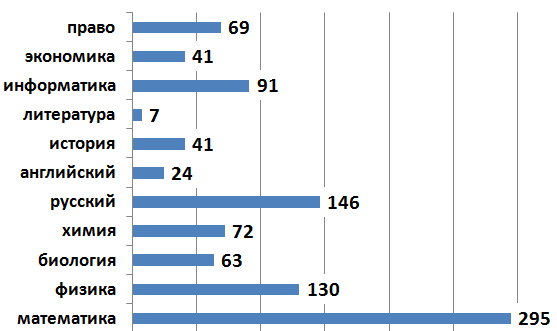 право 69
экономика 41
информатика 91
литература 7
история 41
английский 24
русский 146
химия 72
биология 63
физика 130
математика 295